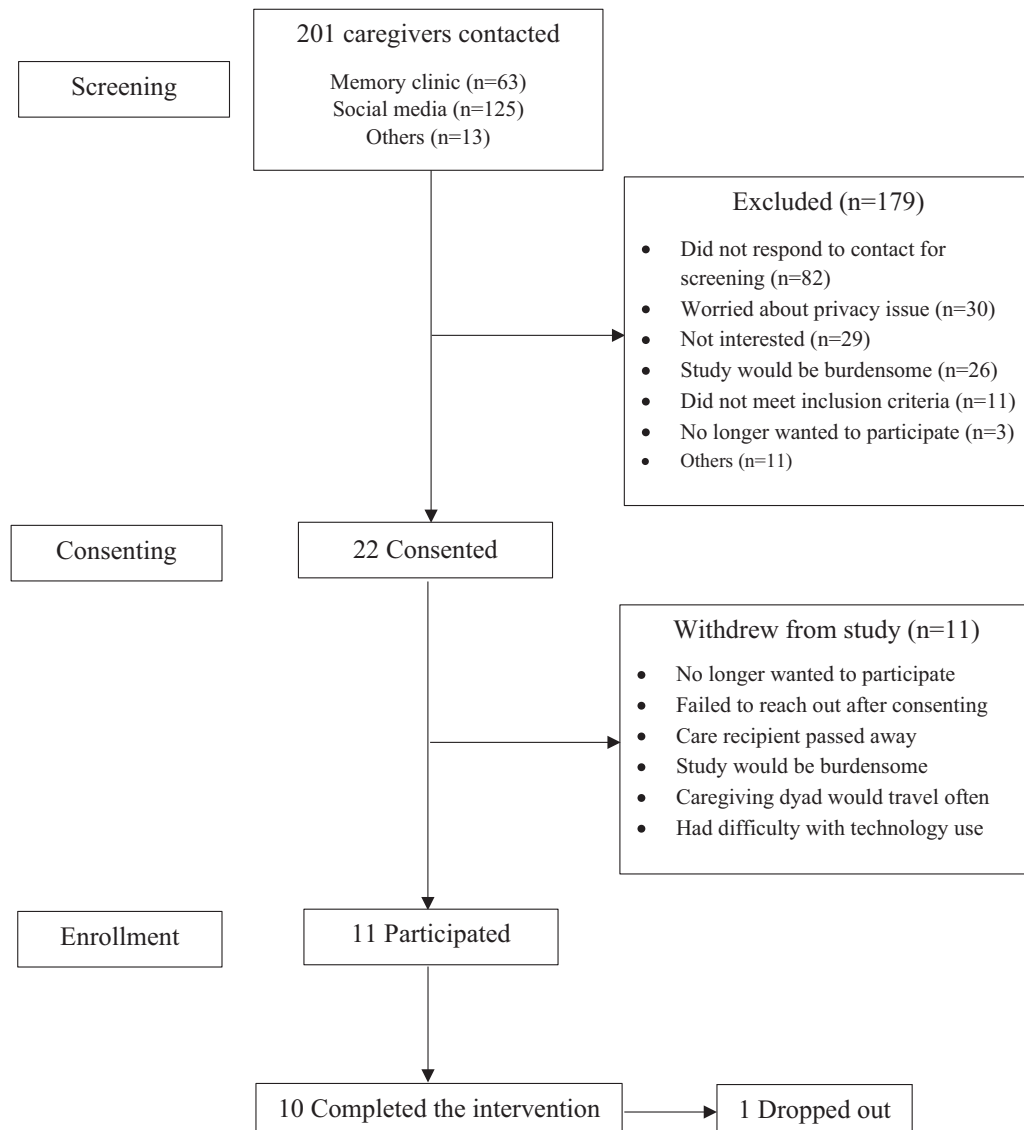 Screening
201 caregivers contacted
Memory clinic (n=63)
Social media (n=125)
Others (n=13)
Excluded (n=179)
• Did not respond to contact for
screening (n=82)
• Worried about privacy issue (n=30)
• Not interested (n=29)
• Study would be burdensome (n=26)
• Did not meet inclusion criteria (n=11)
• No longer wanted to participate (n=3)
• Others (n=11)
Consenting
22 Consented
Withdrew from study (n=11)
• No longer wanted to participate
• Failed to reach out after consenting
• Care recipient passed away
• Study would be burdensome
• Caregiving dyad would travel often
• Had difficulty with technology use
Enrollment
11 Participated
10 Completed the intervention
1 Dropped out